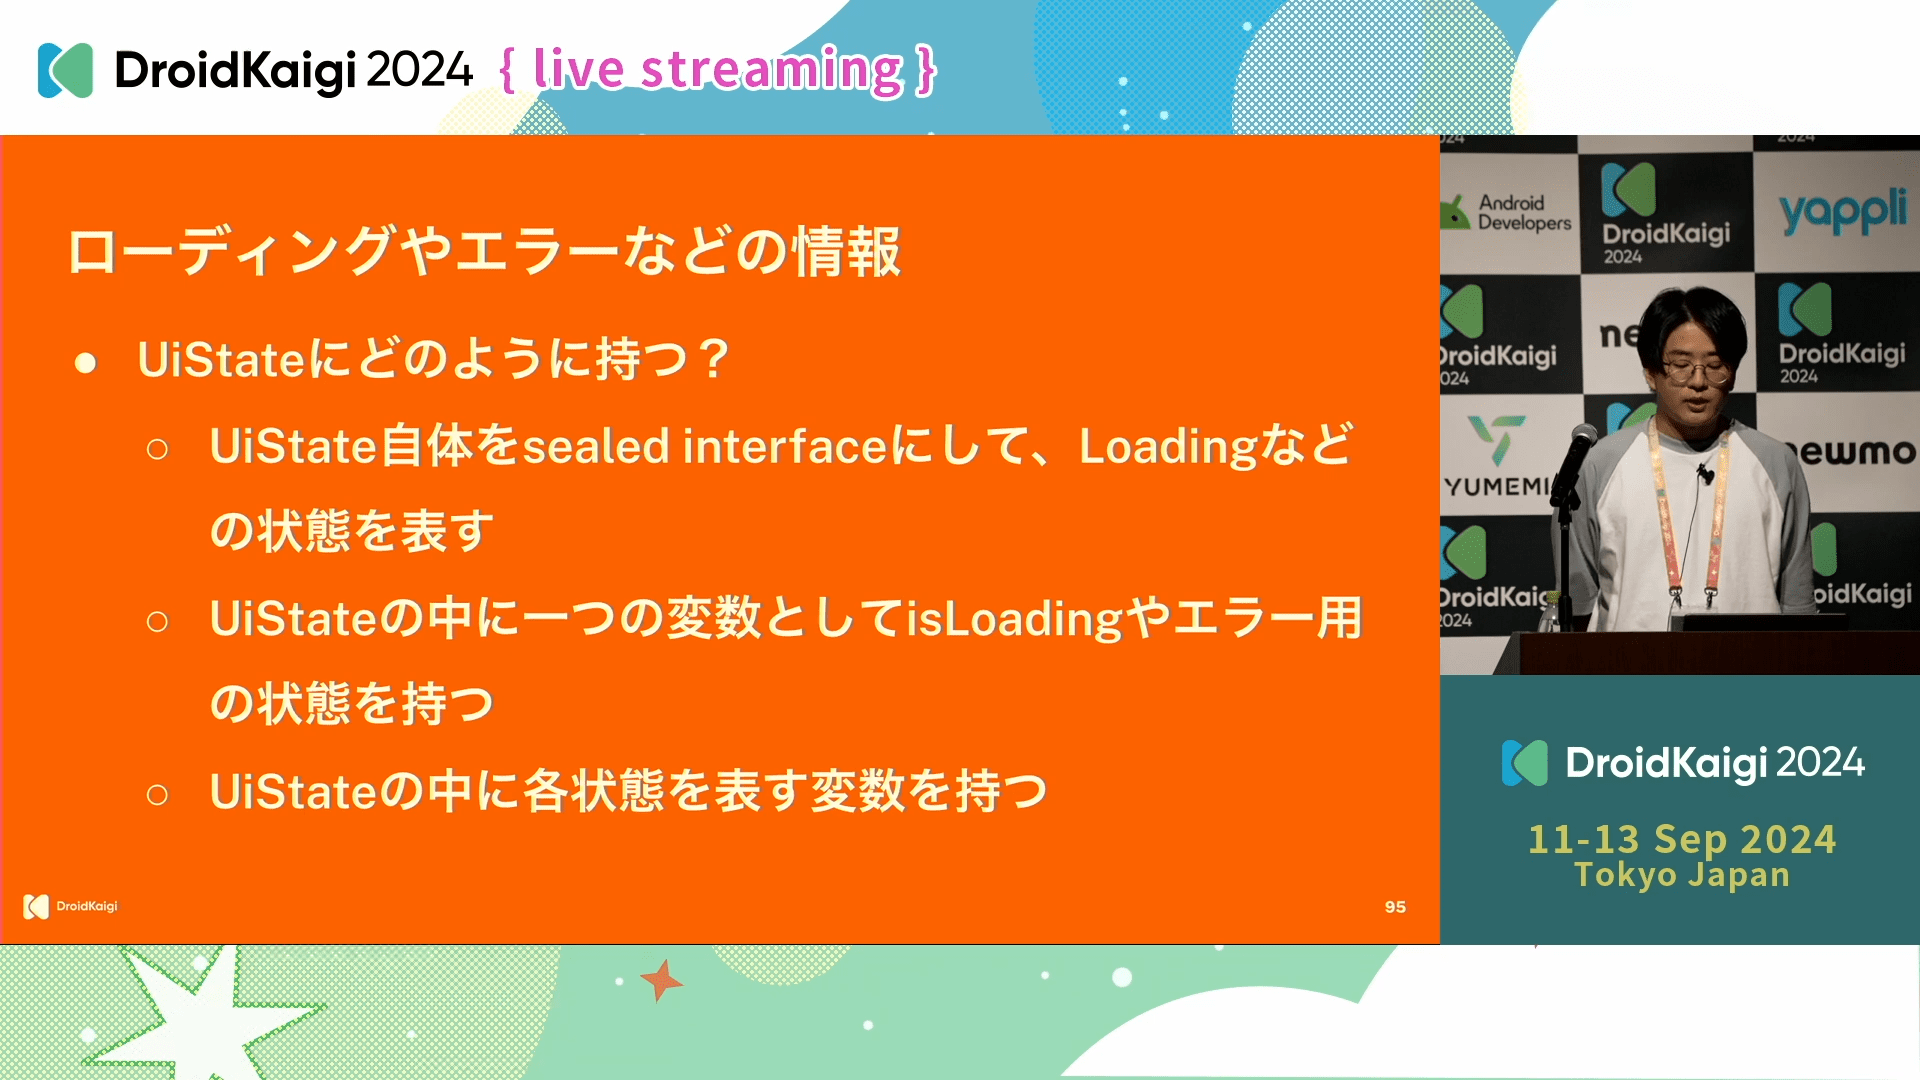 DroidKaigi 2024 { live streaming }
ローディングやエラーなどの情報
● UiStateにどのように持つ？
○ UiState自体をsealed interfaceにして、Loadingなど
の状態を表す
○ UiStateの中に一つの変数としてisLoadingやエラー用
の状態を持つ
○ UiStateの中に各状態を表す変数を持つ
DroidKaigi
95
024
2024
Android
Developers
DroidKaigi
2024
yappli
DroidKaigi
2024
ne
DroidKaigi
2024
YUMEMI
newmo
DroidKaig
2024
oidKaigi
DroidKaigi 2024
11-13 Sep 2024
Tokyo Japan